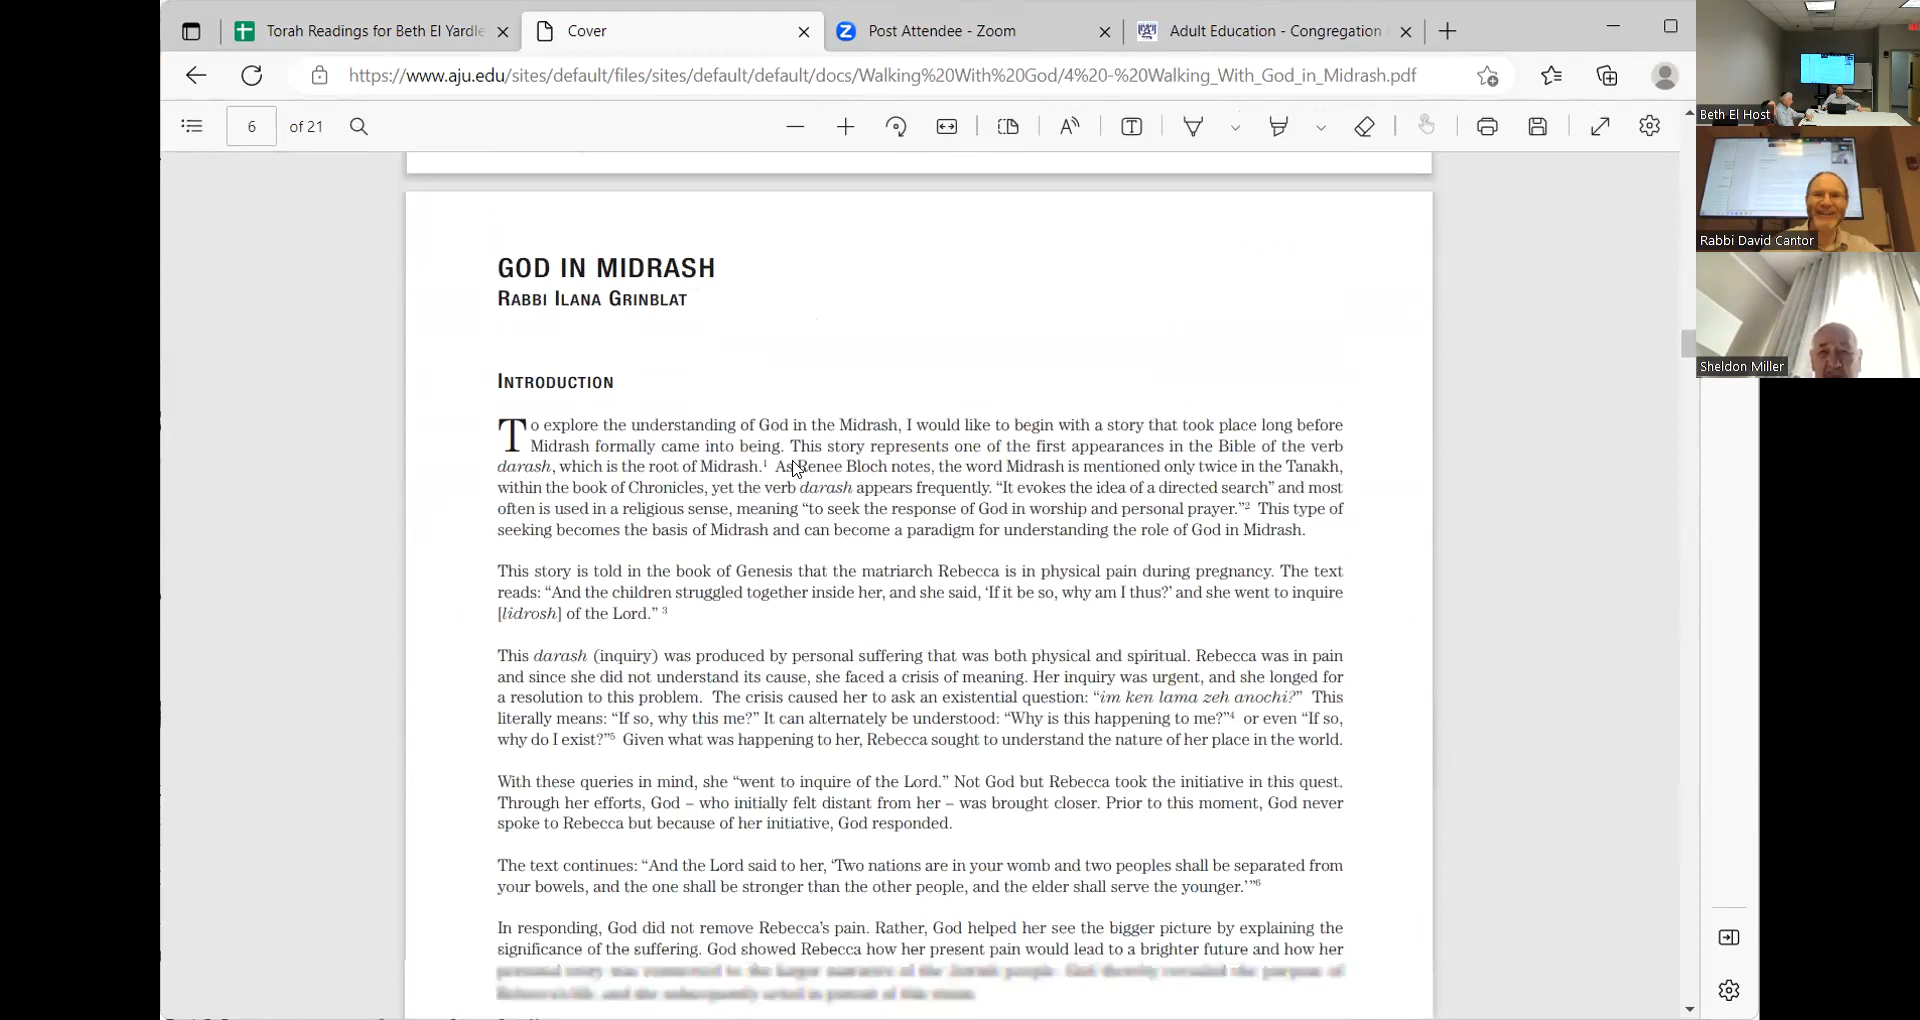 Torah Readings for Beth El Yardle
Cover
Post Attendee - Zoom
Adult Education - Congregation
https://www.aju.edu/sites/default/files/sites/default/default/docs/Walking%20With%20God/4%20-%20Walking_With_God_in_Midrash.pdf
6 of 21
Beth El Host
Rabbi David Cantor
Sheldon Miller
GOD IN MIDRASH
RABBI ILANA GRINBLAT
INTRODUCTION
To explore the understanding of God in the Midrash, I would like to begin with a story that took place long before
Midrash formally came into being. This story represents one of the first appearances in the Bible of the verb
darash, which is the root of Midrash.¹ As Renee Bloch notes, the word Midrash is mentioned only twice in the Tanakh,
within the book of Chronicles, yet the verb darash appears frequently. “It evokes the idea of a directed search” and most
often is used in a religious sense, meaning “to seek the response of God in worship and personal prayer.”² This type of
seeking becomes the basis of Midrash and can become a paradigm for understanding the role of God in Midrash.
This story is told in the book of Genesis that the matriarch Rebecca is in physical pain during pregnancy. The text
reads: “And the children struggled together inside her, and she said, ‘If it be so, why am I thus?’ and she went to inquire
[lidrosh] of the Lord.” ³
This darash (inquiry) was produced by personal suffering that was both physical and spiritual. Rebecca was in pain
and since she did not understand its cause, she faced a crisis of meaning. Her inquiry was urgent, and she longed for
a resolution to this problem. The crisis caused her to ask an existential question: “im ken lama zeh anochi?” This
literally means: “If so, why this me?” It can alternately be understood: “Why is this happening to me?”⁴ or even “If so,
why do I exist?”⁵ Given what was happening to her, Rebecca sought to understand the nature of her place in the world.
With these queries in mind, she “went to inquire of the Lord.” Not God but Rebecca took the initiative in this quest.
Through her efforts, God – who initially felt distant from her – was brought closer. Prior to this moment, God never
spoke to Rebecca but because of her initiative, God responded.
The text continues: “And the Lord said to her, ‘Two nations are in your womb and two peoples shall be separated from
your bowels, and the one shall be stronger than the other people, and the elder shall serve the younger.’”⁶
In responding, God did not remove Rebecca’s pain. Rather, God helped her see the bigger picture by explaining the
significance of the suffering. God showed Rebecca how her present pain would lead to a brighter future and how her